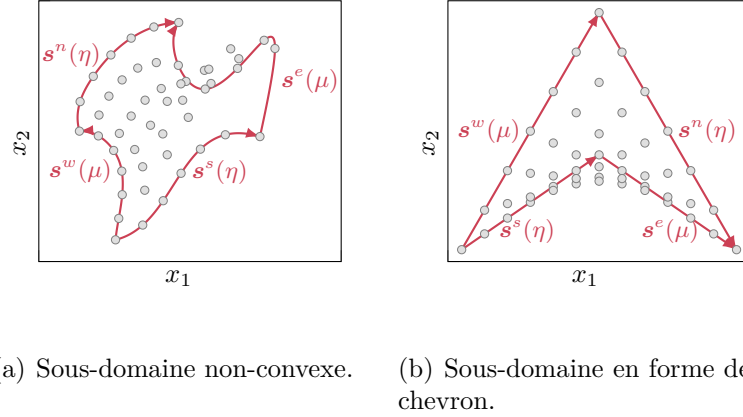 s^n(η)
s^e(μ)
s^w(μ)
s^s(η)
x_2
x_1
s^w(μ)
s^n(η)
s^s(η)
s^e(μ)
x_2
x_1
a) Sous-domaine non-convexe.
(b) Sous-domaine en forme de
chevron.